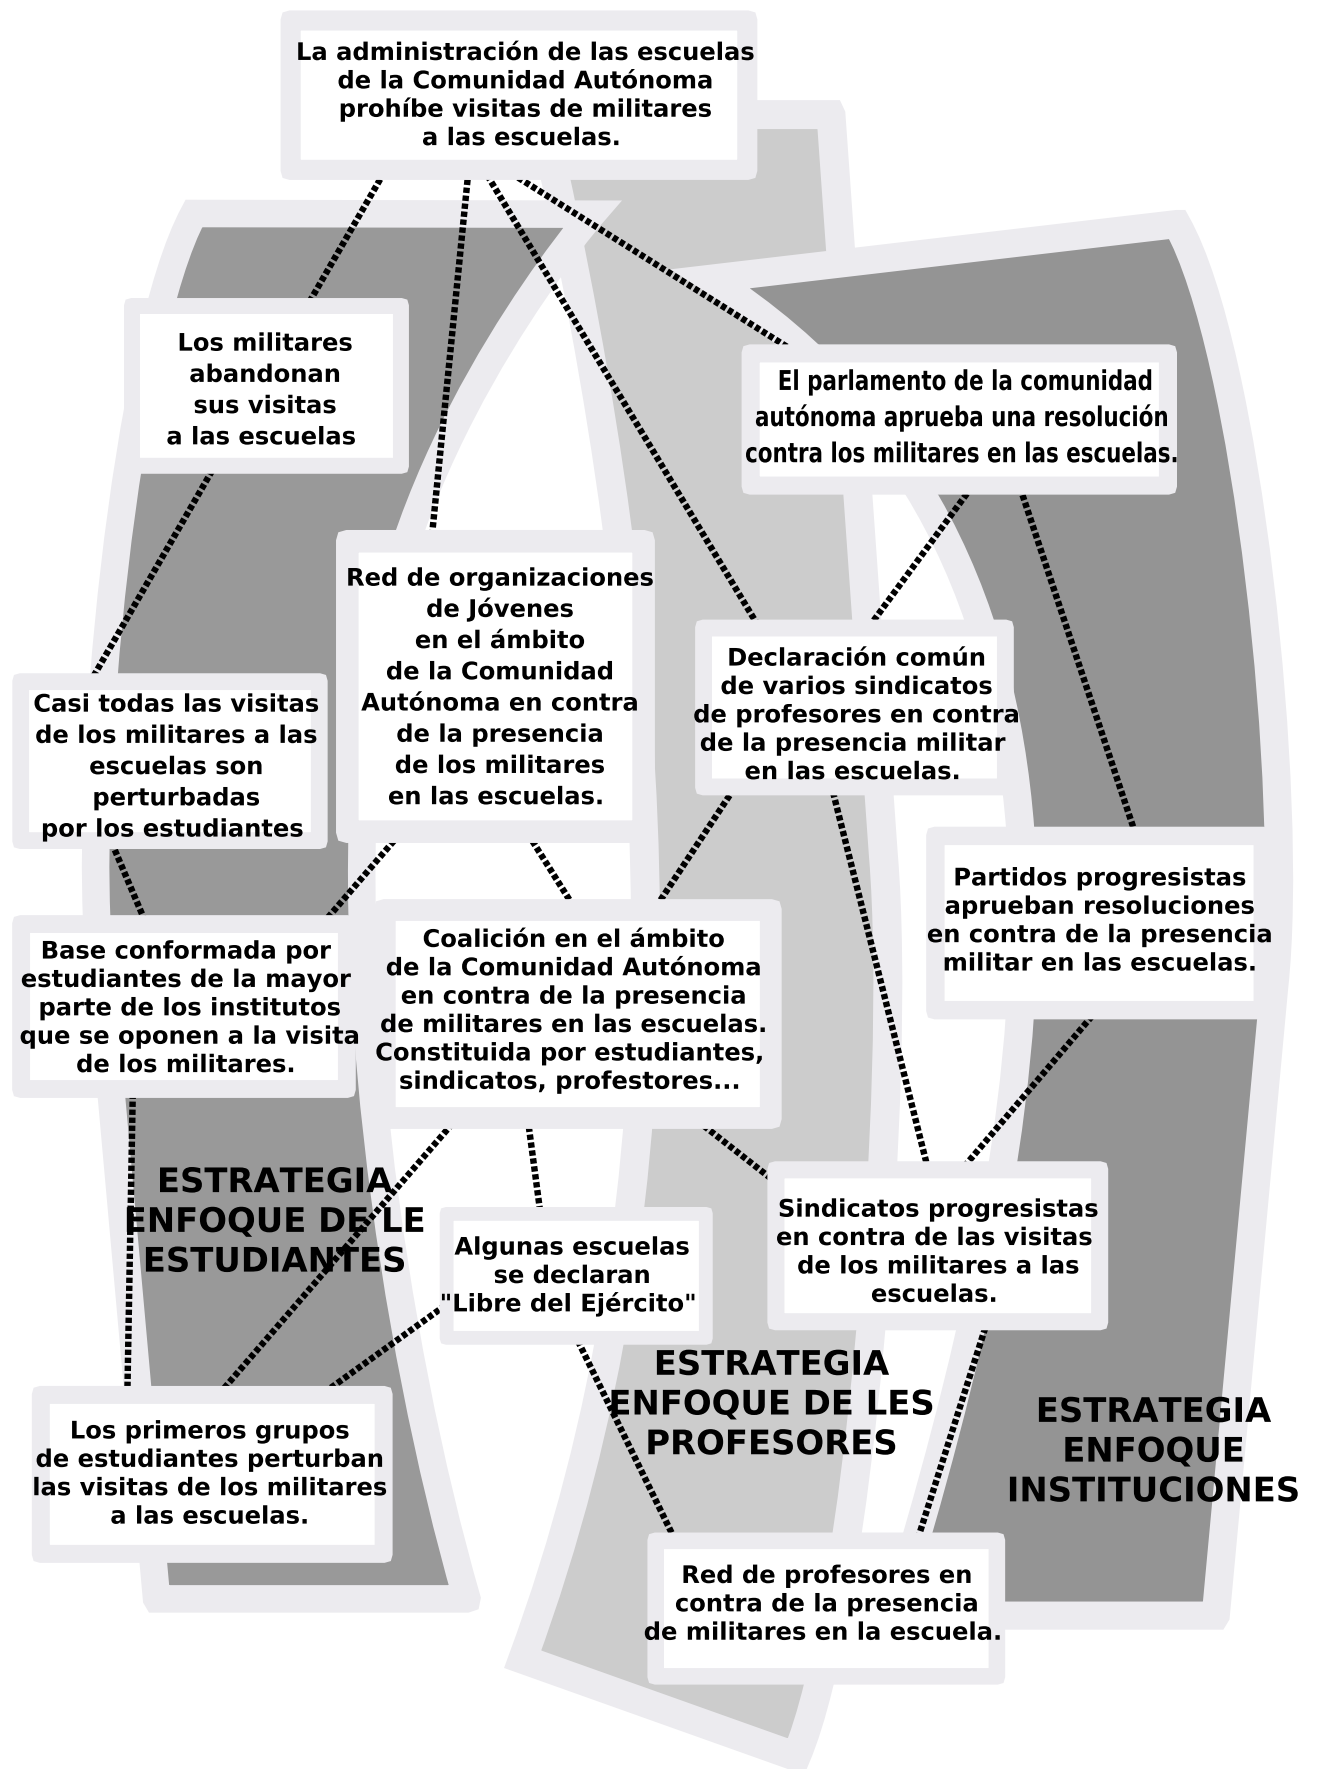 La administración de las escuelas
de la Comunidad Autónoma
prohíbe visitas de militares
a las escuelas.
Los militares
abandonan
sus visitas
a las escuelas
El parlamento de la comunidad
autónoma aprueba una resolución
contra los militares en las escuelas.
Red de organizaciones
de Jóvenes
en el ámbito
de la Comunidad
Autónoma en contra
de la presencia
de los militares
en las escuelas.
Declaración común
de varios sindicatos
de profesores en contra
de la presencia militar
en las escuelas.
Casi todas las visitas
de los militares a las
escuelas son
perturbadas
por los estudiantes
Partidos progresistas
aprueban resoluciones
en contra de la presencia
militar en las escuelas.
Base conformada por
estudiantes de la mayor
parte de los institutos
que se oponen a la visita
de los militares.
Coalición en el ámbito
de la Comunidad Autónoma
en contra de la presencia
de militares en las escuelas.
Constituida por estudiantes,
sindicatos, profestores...
ESTRATEGIA
ENFOQUE DE LE
ESTUDIANTES
Algunas escuelas
se declaran
"Libre del Ejército"
Sindicatos progresistas
en contra de las visitas
de los militares a las
escuelas.
ESTRATEGIA
ENFOQUE DE LES
PROFESORES
ESTRATEGIA
ENFOQUE
INSTITUCIONES
Los primeros grupos
de estudiantes perturban
las visitas de los militares
a las escuelas.
Red de profesores en
contra de la presencia
de militares en la escuela.